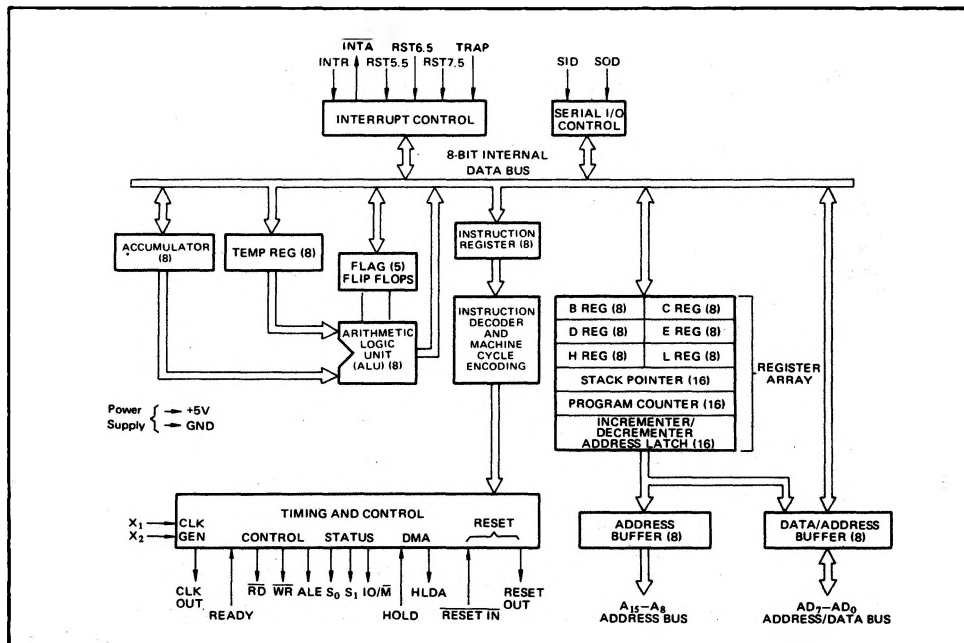 INTA RST6.5 TRAP
INTR RST5.5 RST7.5
SID SOD
INTERRUPT CONTROL
SERIAL I/O
CONTROL
8-BIT INTERNAL
DATA BUS
ACCUMULATOR
(8)
TEMP REG (8)
FLAG (5)
FLIP FLOPS
INSTRUCTION
REGISTER (8)
ARITHMETIC
LOGIC
UNIT
(ALU) (8)
INSTRUCTION
DECODER
AND
MACHINE
CYCLE
ENCODING
B REG (8) C REG (8)
D REG (8) E REG (8)
H REG (8) L REG (8)
STACK POINTER (16)
PROGRAM COUNTER (16)
INCREMENTER/
DECREMENTER
ADDRESS LATCH (16)
REGISTER
ARRAY
Power +5V
Supply GND
TIMING AND CONTROL
X₁ CLK
X₂ GEN
CONTROL STATUS DMA RESET
CLK
OUT
READY
RD WR ALE S₀ S₁ IO/M
HOLD
HLDA
RESET IN
RESET
OUT
ADDRESS
BUFFER (8)
DATA/ADDRESS
BUFFER (8)
A₁₅–A₈
ADDRESS BUS
AD₇–AD₀
ADDRESS/DATA BUS